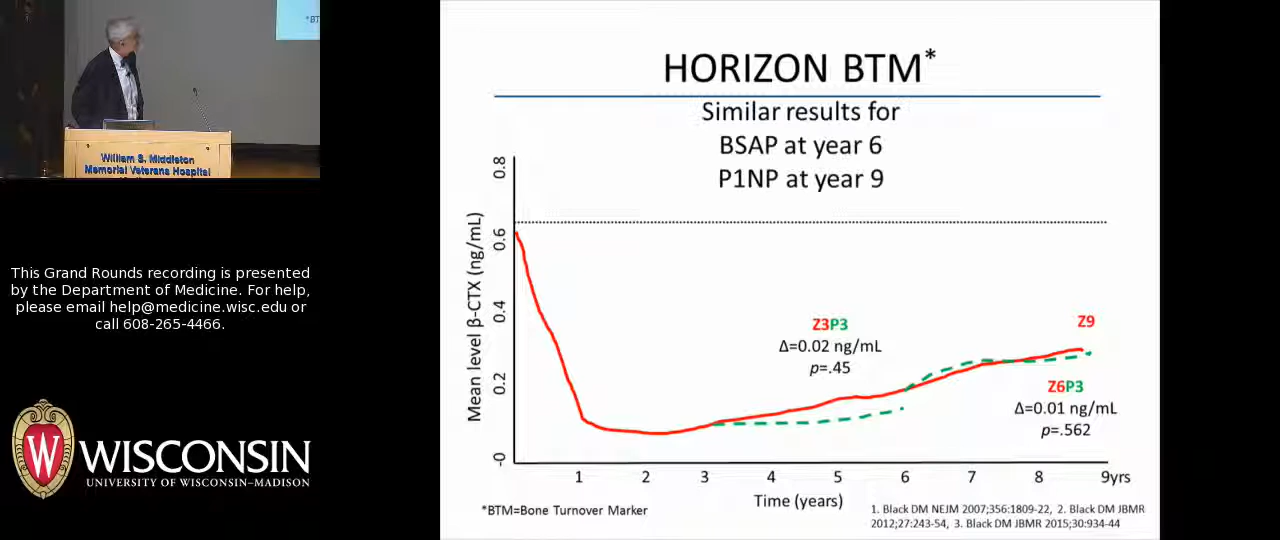 *BT
William S. Middleton
Memorial Veterans Hospital
This Grand Rounds recording is presented
by the Department of Medicine. For help,
please email help@medicine.wisc.edu or
call 608-265-4466.
W
WISCONSIN
UNIVERSITY OF WISCONSIN–MADISON
HORIZON BTM*
Similar results for
BSAP at year 6
P1NP at year 9
Mean level β-CTX (ng/mL)
0.8
0.6
0.4
0.2
-0
Z3P3
Δ=0.02 ng/mL
p=.45
Z9
Z6P3
Δ=0.01 ng/mL
p=.562
1 2 3 4 5 6 7 8 9yrs
Time (years)
*BTM=Bone Turnover Marker
1. Black DM NEJM 2007;356:1809-22, 2. Black DM JBMR
2012;27:243-54, 3. Black DM JBMR 2015;30:934-44